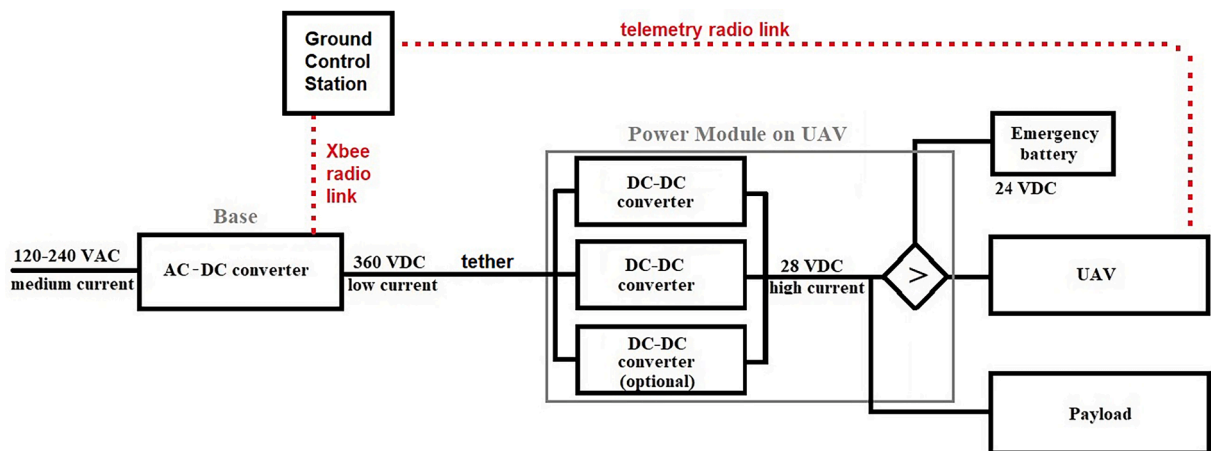 Ground
Control
Station
telemetry radio link
Xbee
radio
link
Power Module on UAV
Emergency
battery
24 VDC
Base
120-240 VAC
medium current
AC-DC converter
360 VDC
low current
tether
DC-DC
converter
DC-DC
converter
DC-DC
converter
(optional)
28 VDC
high current
>
UAV
Payload